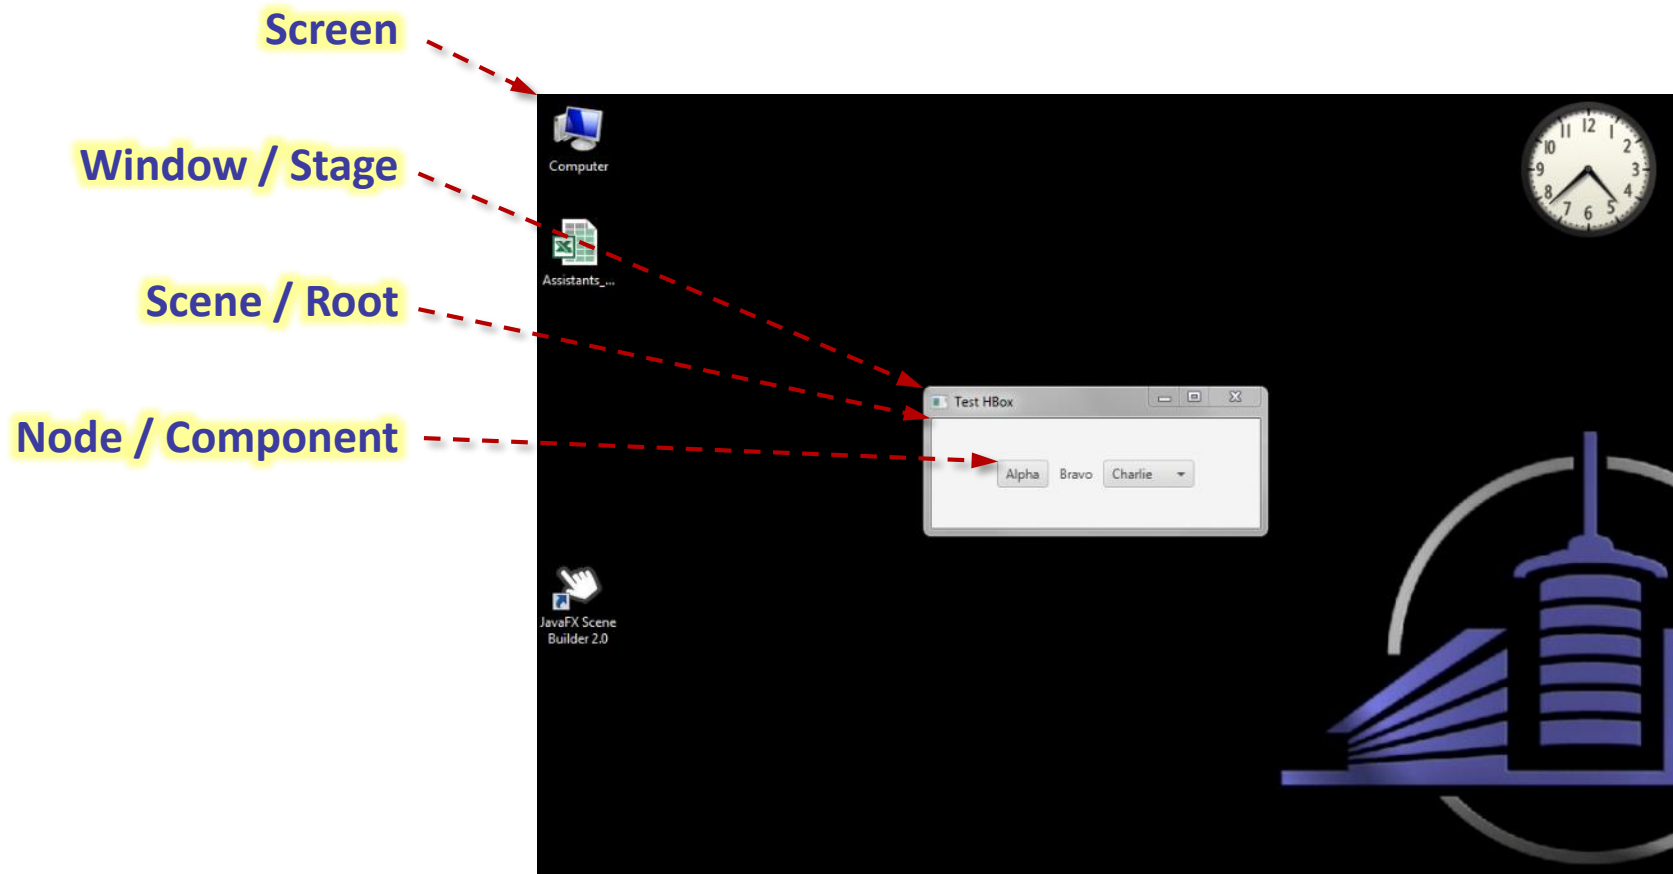 Screen
Window / Stage
Scene / Root
Node / Component
Computer
Assistants_...
JavaFX Scene
Builder 2.0
Test HBox
Alpha Bravo Charlie
11 12 1
10 2
9 3
8 4
7 6 5